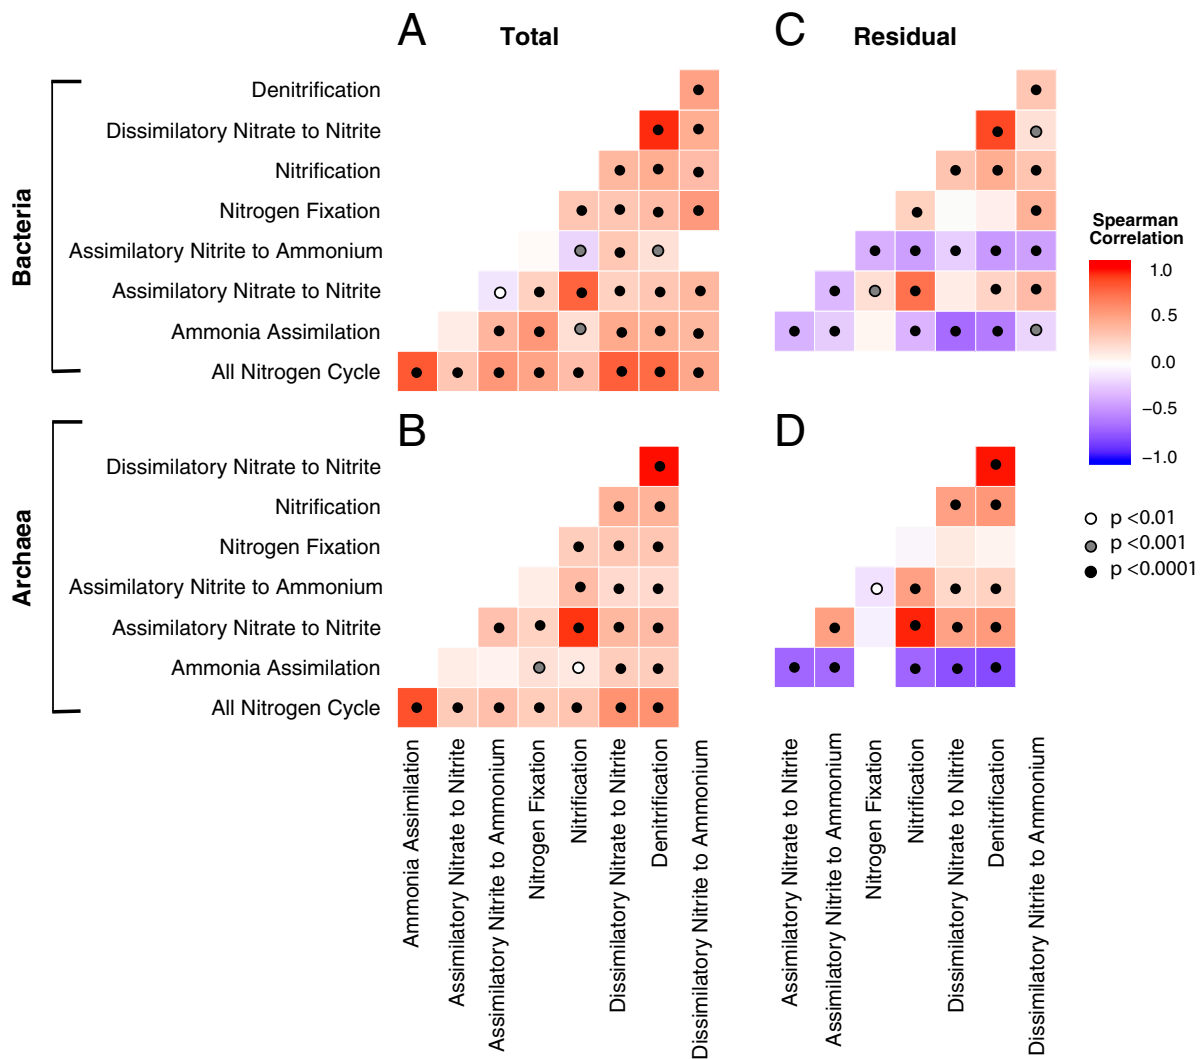 A
Total
C
Residual
Bacteria
Denitrification
Dissimilatory Nitrate to Nitrite
Nitrification
Nitrogen Fixation
Assimilatory Nitrite to Ammonium
Assimilatory Nitrate to Nitrite
Ammonia Assimilation
All Nitrogen Cycle
Spearman
Correlation
1.0
0.5
0.0
−0.5
−1.0
p <0.01
p <0.001
p <0.0001
B
D
Archaea
Dissimilatory Nitrate to Nitrite
Nitrification
Nitrogen Fixation
Assimilatory Nitrite to Ammonium
Assimilatory Nitrate to Nitrite
Ammonia Assimilation
All Nitrogen Cycle
Ammonia Assimilation
Assimilatory Nitrate to Nitrite
Assimilatory Nitrite to Ammonium
Nitrogen Fixation
Nitrification
Dissimilatory Nitrate to Nitrite
Denitrification
Dissimilatory Nitrite to Ammonium
Assimilatory Nitrate to Nitrite
Assimilatory Nitrite to Ammonium
Nitrogen Fixation
Nitrification
Dissimilatory Nitrate to Nitrite
Denitrification
Dissimilatory Nitrite to Ammonium